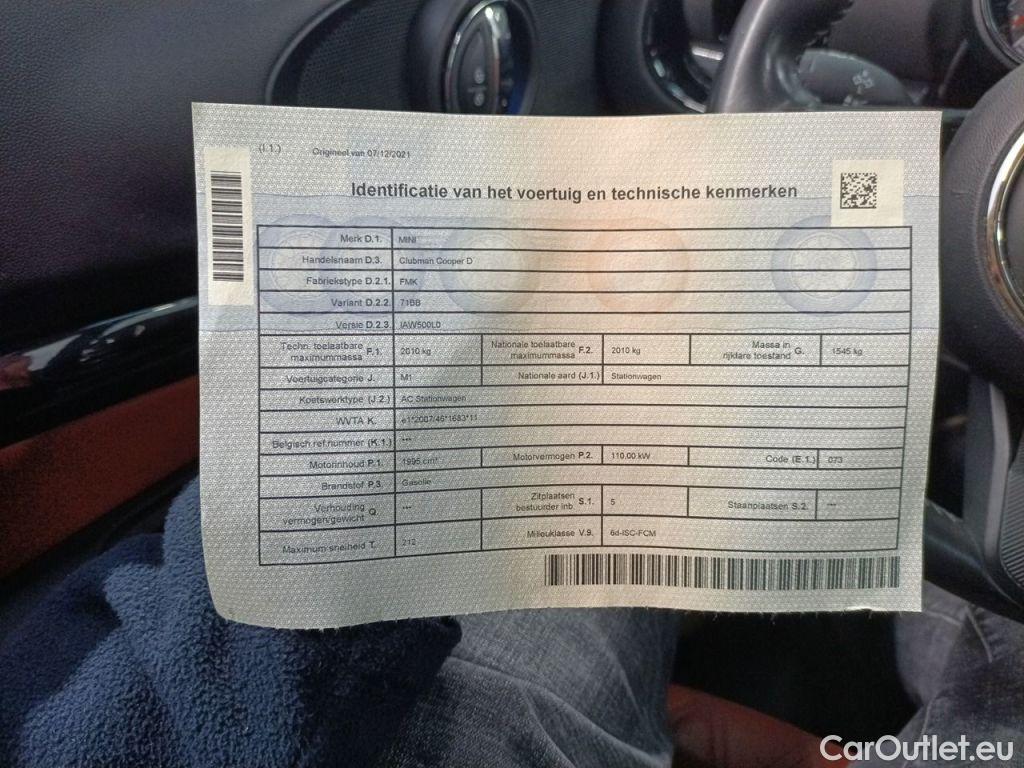 (I.1.) Origineel van 07/12/2021
Identificatie van het voertuig en technische kenmerken
Merk D.1. MINI
Handelsnaam D.3. Clubman Cooper D
Fabriekstype D.2.1. FMK
Variant D.2.2. 71BB
Versie D.2.3. IAW500L0
Techn. toelaatbare maximummassa F.1. 2010 kg Nationale toelaatbare maximummassa F.2. 2010 kg Massa in rijklare toestand G. 1545 kg
Voertuigcategorie J. M1 Nationale aard (J.1.) Stationwagen
Koetswerktype (J.2.) AC Stationwagen
WVTA K. e1*2007/46*1683*11
Belgisch ref.nummer (K.1.) ---
Motorinhoud P.1. 1995 cm³ Motorvermogen P.2. 110.00 kW Code (E.1.) 073
Brandstof P.3. Gasolie
Verhouding vermogen/gewicht Q. --- Zitplaatsen bestuurder inb. S.1. 5 Staanplaatsen S.2. ---
Maximum snelheid T. 212 Milieuklasse V.9. 6d-ISC-FCM
CarOutlet.eu